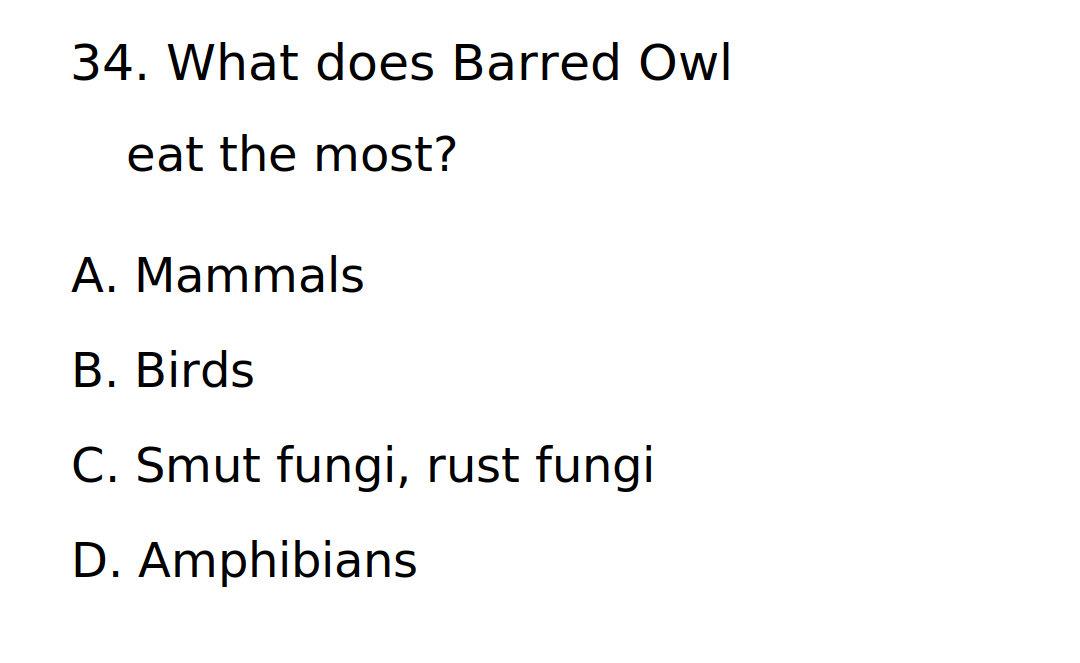 34. What does Barred Owl
eat the most?
A. Mammals
B. Birds
C. Smut fungi, rust fungi
D. Amphibians